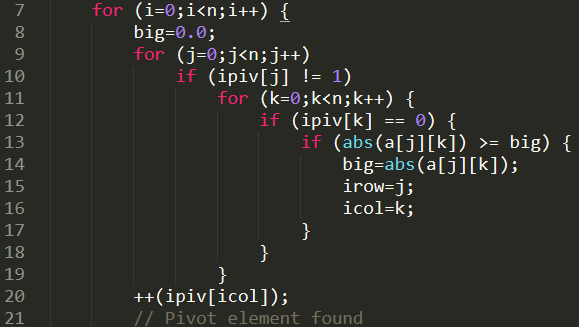 7 for (i=0;i<n;i++) {
8 big=0.0;
9 for (j=0;j<n;j++)
10 if (ipiv[j] != 1)
11 for (k=0;k<n;k++) {
12 if (ipiv[k] == 0) {
13 if (abs(a[j][k]) >= big) {
14 big=abs(a[j][k]);
15 irow=j;
16 icol=k;
17 }
18 }
19 }
20 ++(ipiv[icol]);
21 // Pivot element found